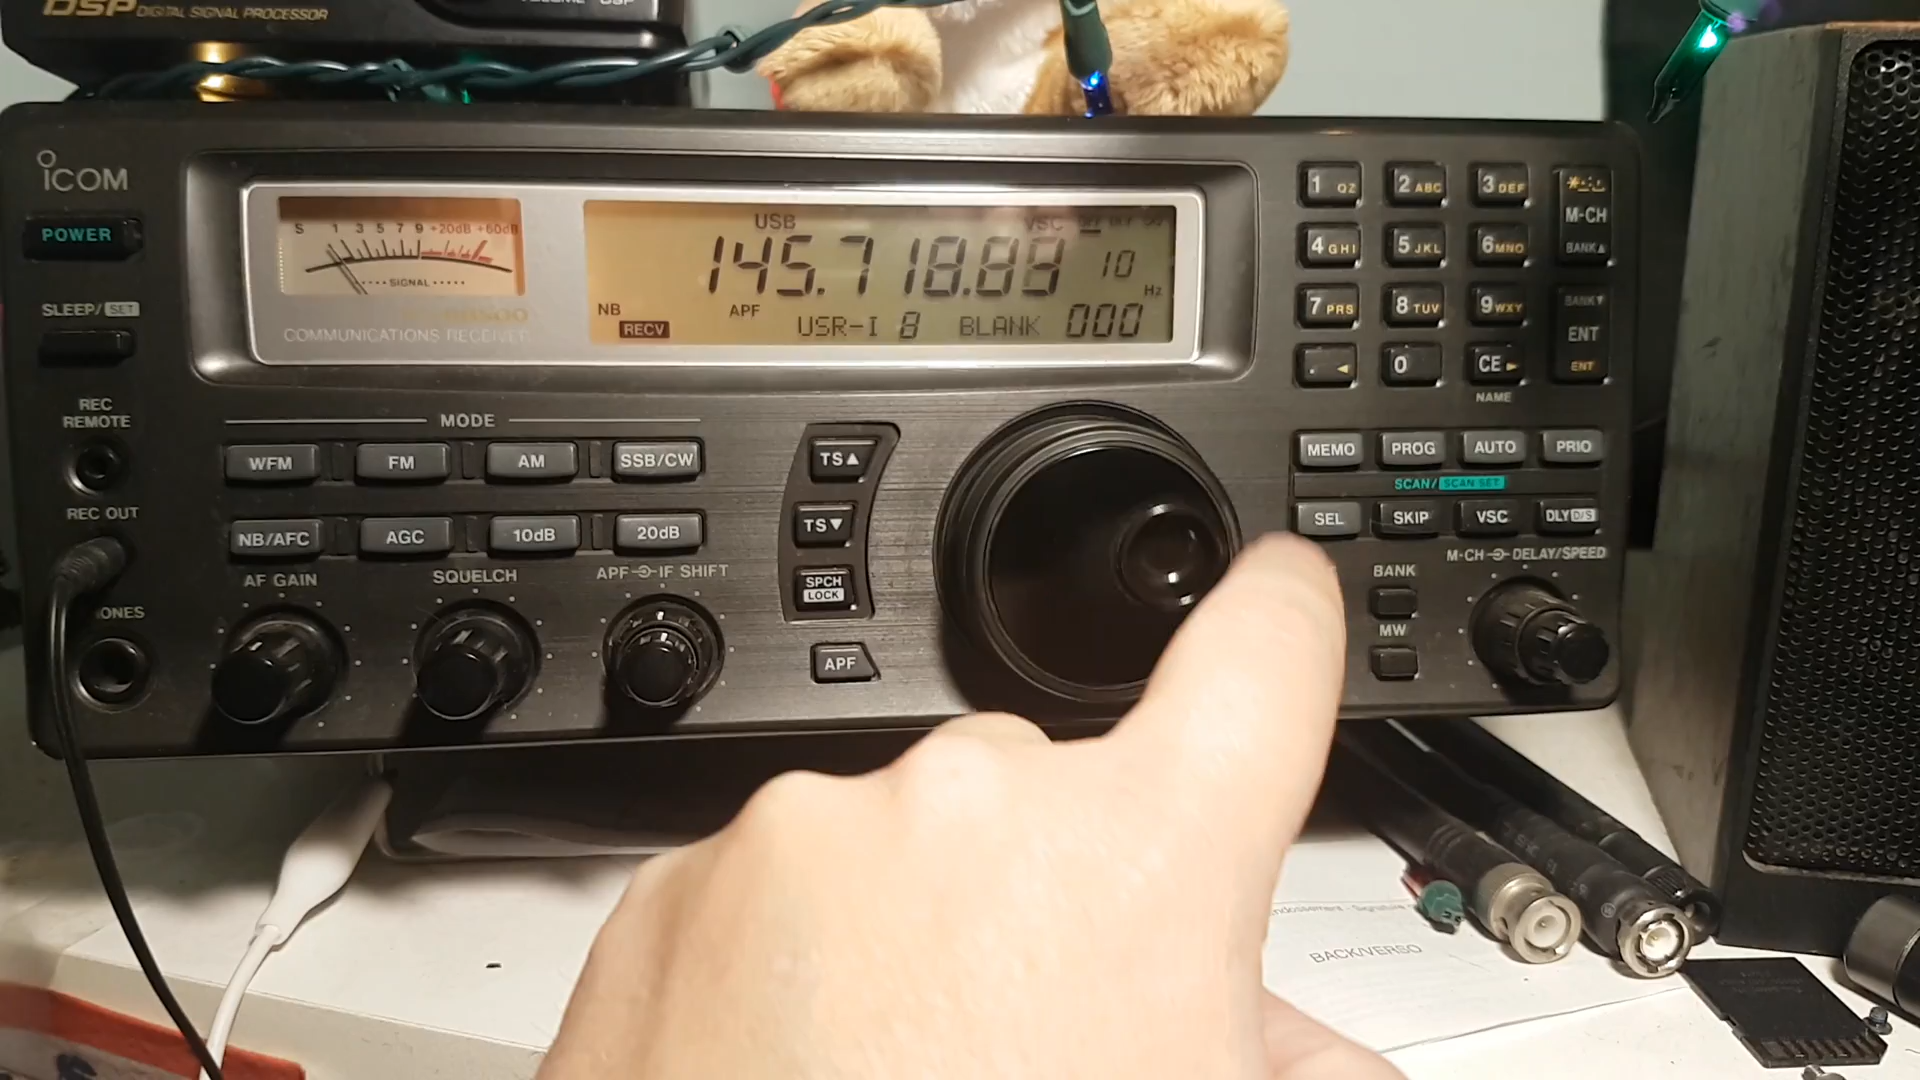 DSP DIGITAL SIGNAL PROCESSOR
ICOM
POWER
SLEEP/SET
REC
REMOTE
REC OUT
S 1 3 5 7 9 +20dB +60dB
SIGNAL
COMMUNICATIONS RECEIVER
USB VSC
145.718.88 10
Hz
NB APF
RECV USR-I 8 BLANK 000
MODE
WFM FM AM SSB/CW
NB/AFC AGC 10dB 20dB
AF GAIN SQUELCH APF IF SHIFT
TS▲
TS▼
SPCH
LOCK
APF
1 QZ 2 ABC 3 DEF
4 GHI 5 JKL 6 MNO
7 PRS 8 TUV 9 WXY
. ◄ 0 CE ►
NAME
M-CH
BANK▲
BANK▼
ENT
ENT
MEMO PROG AUTO PRIO
SCAN/SCAN SET
SEL SKIP VSC DLY D/S
M-CH DELAY/SPEED
BANK
MW
BACK/VERSO